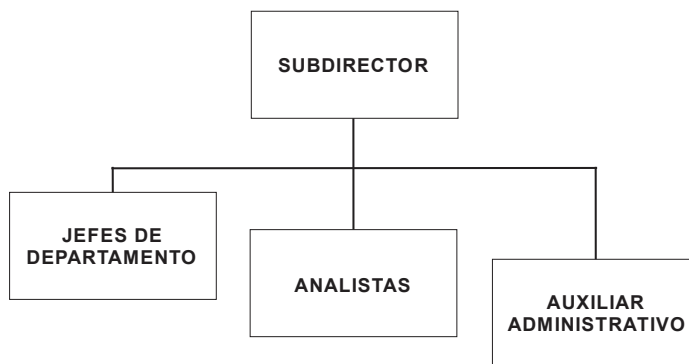 SUBDIRECTOR
JEFES DE
DEPARTAMENTO
ANALISTAS
AUXILIAR
ADMINISTRATIVO